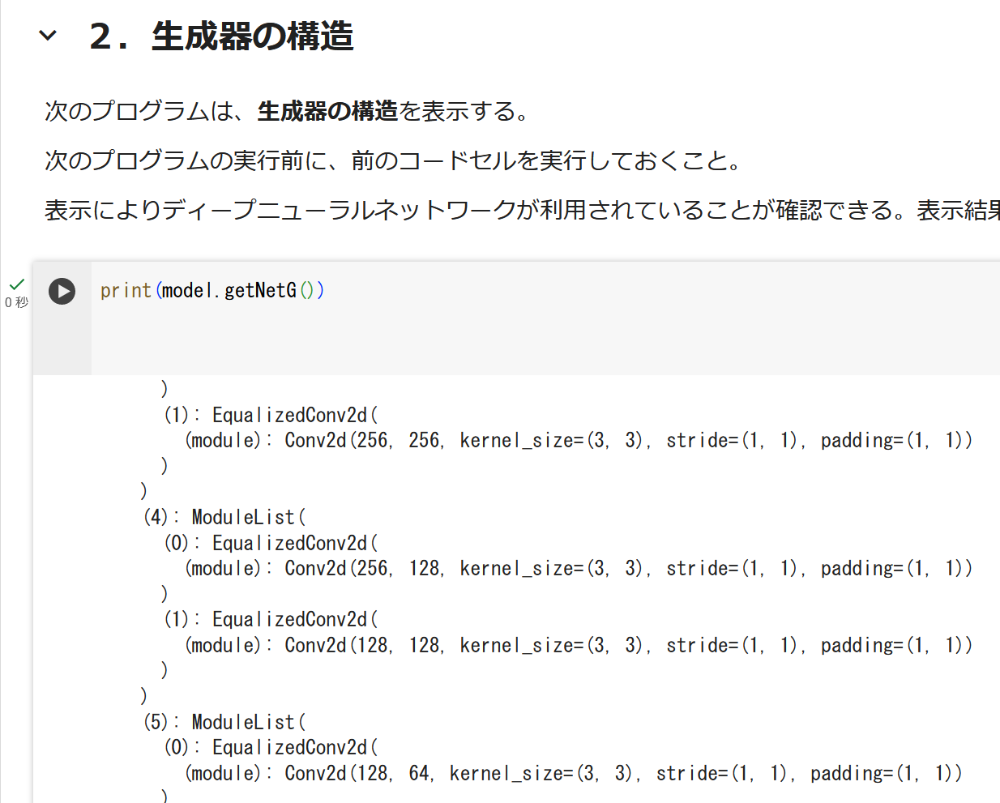 2. 生成器の構造
次のプログラムは、生成器の構造を表示する。
次のプログラムの実行前に、前のコードセルを実行しておくこと。
表示によりディープニューラルネットワークが利用されていることが確認できる。表示結果
0 秒
print(model.getNetG())
)
(1): EqualizedConv2d(
(module): Conv2d(256, 256, kernel_size=(3, 3), stride=(1, 1), padding=(1, 1))
)
)
(4): ModuleList(
(0): EqualizedConv2d(
(module): Conv2d(256, 128, kernel_size=(3, 3), stride=(1, 1), padding=(1, 1))
)
(1): EqualizedConv2d(
(module): Conv2d(128, 128, kernel_size=(3, 3), stride=(1, 1), padding=(1, 1))
)
)
(5): ModuleList(
(0): EqualizedConv2d(
(module): Conv2d(128, 64, kernel_size=(3, 3), stride=(1, 1), padding=(1, 1))
)